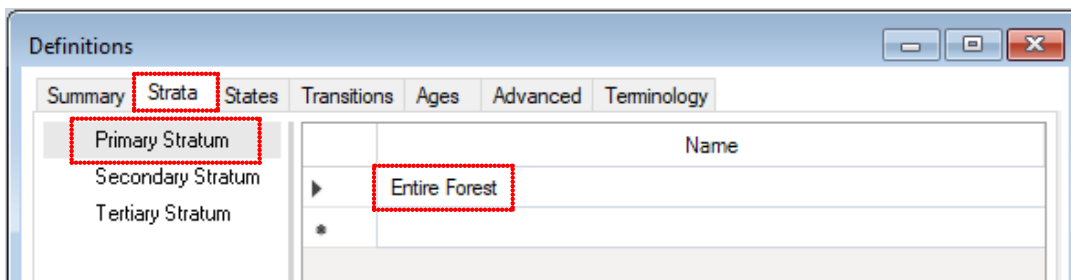 Definitions
Summary Strata States Transitions Ages Advanced Terminology
Primary Stratum
Secondary Stratum
Tertiary Stratum
Name
Entire Forest